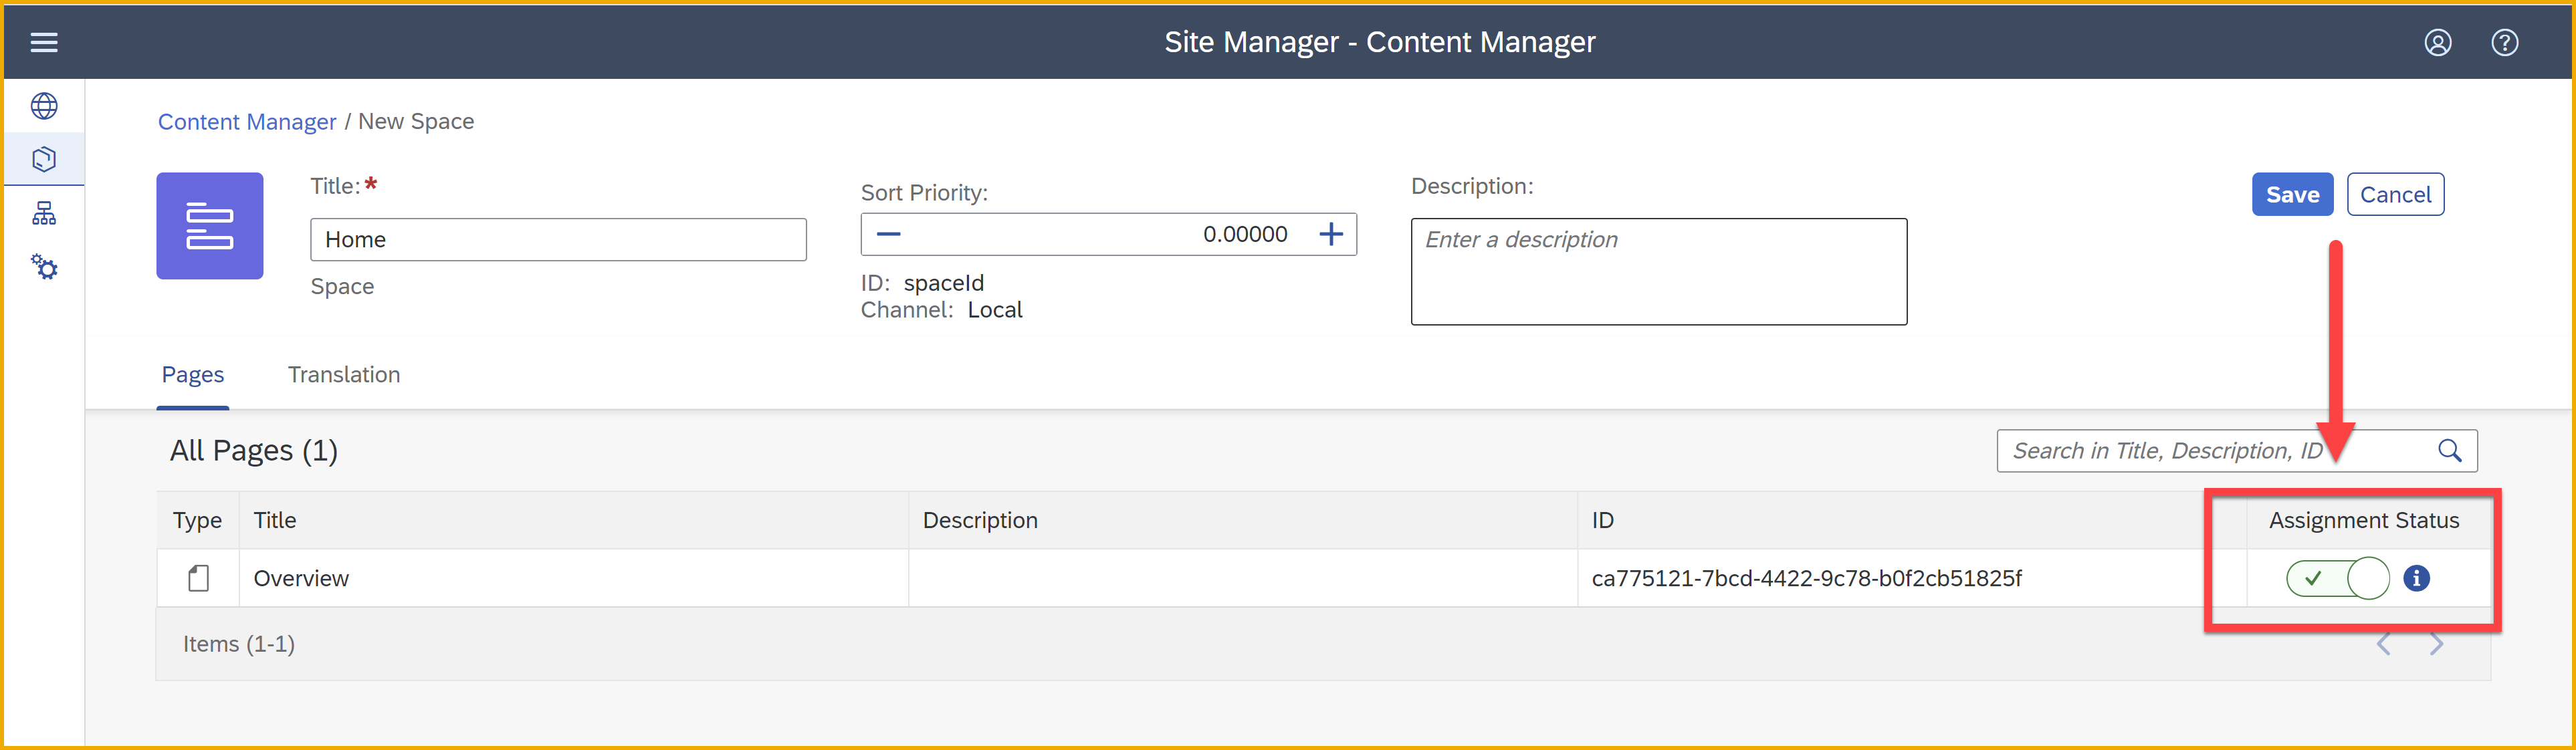 Site Manager - Content Manager
Content Manager / New Space
Title:*
Home
Space
Sort Priority:
0.00000
ID: spaceId
Channel: Local
Description:
Enter a description
Save
Cancel
Pages
Translation
All Pages (1)
Search in Title, Description, ID
Type Title Description ID Assignment Status
Overview ca775121-7bcd-4422-9c78-b0f2cb51825f
Items (1-1)